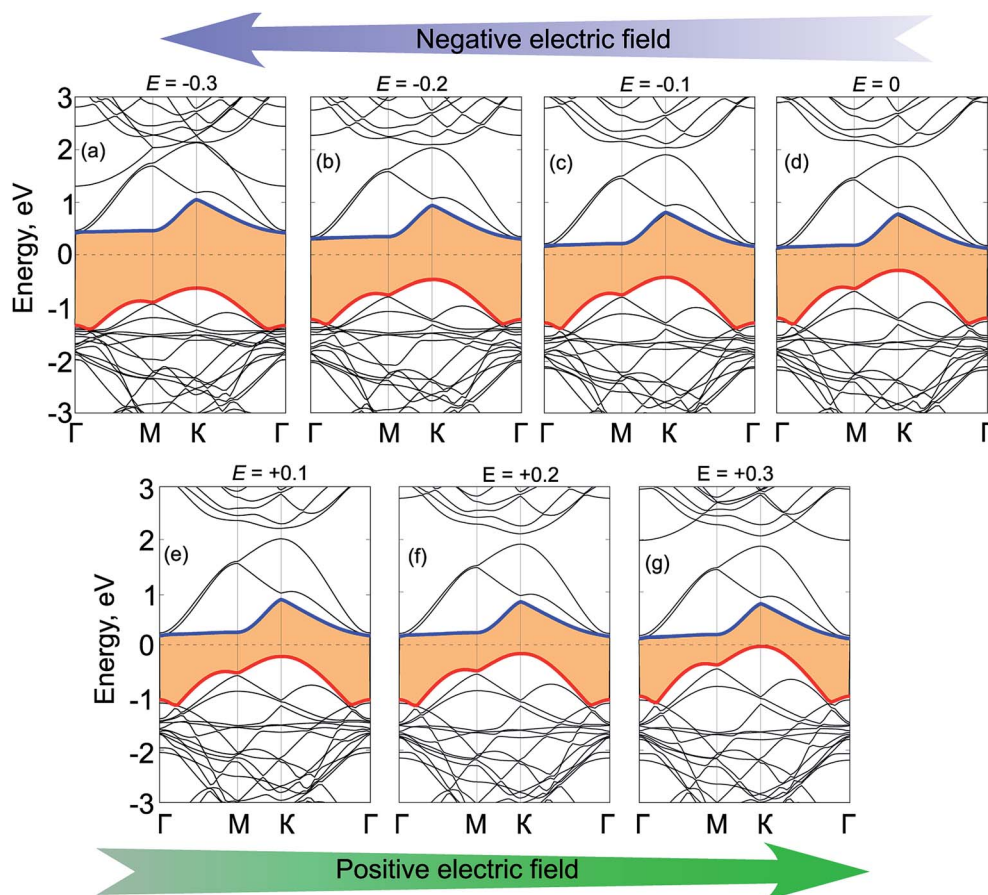 Negative electric field
E = -0.3
E = -0.2
E = -0.1
E = 0
3
2
1
0
-1
-2
-3
Energy, eV
(a)
(b)
(c)
(d)
Γ M K Γ
Γ M K Γ
Γ M K Γ
Γ M K Γ
E = +0.1
E = +0.2
E = +0.3
3
2
1
0
-1
-2
-3
Energy, eV
(e)
(f)
(g)
Γ M K Γ
Γ M K Γ
Γ M K Γ
Positive electric field